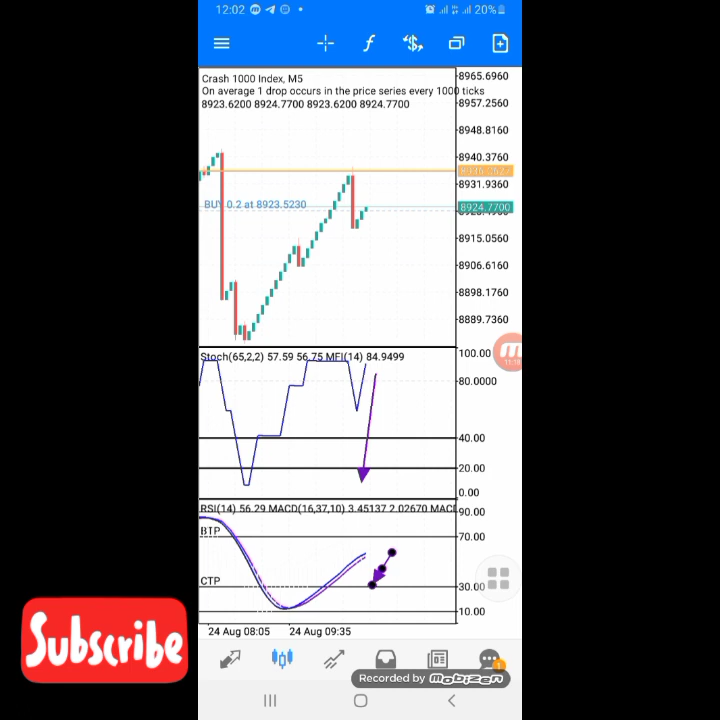 12:02
20%
Crash 1000 Index, M5
On average 1 drop occurs in the price series every 1000 ticks
8923.6200 8924.7700 8923.6200 8924.7700
8965.6960
8957.2560
8948.8160
8940.3760
8931.9360
BUY 0.2 at 8923.5230
8924.7700
8915.0560
8906.6160
8898.1760
8889.7360
Stoch(65,2,2) 57.59 56.75 MFI(14) 84.9499
100.00
80.0000
40.00
20.00
0.00
11:18
RSI(14) 56.29 MACD(16,37,10) 3.45137 2.02670 MACD
90.00
BTP
70.00
CTP
30.00
10.00
24 Aug 08:05
24 Aug 09:35
Subscribe
1
Recorded by mobizen